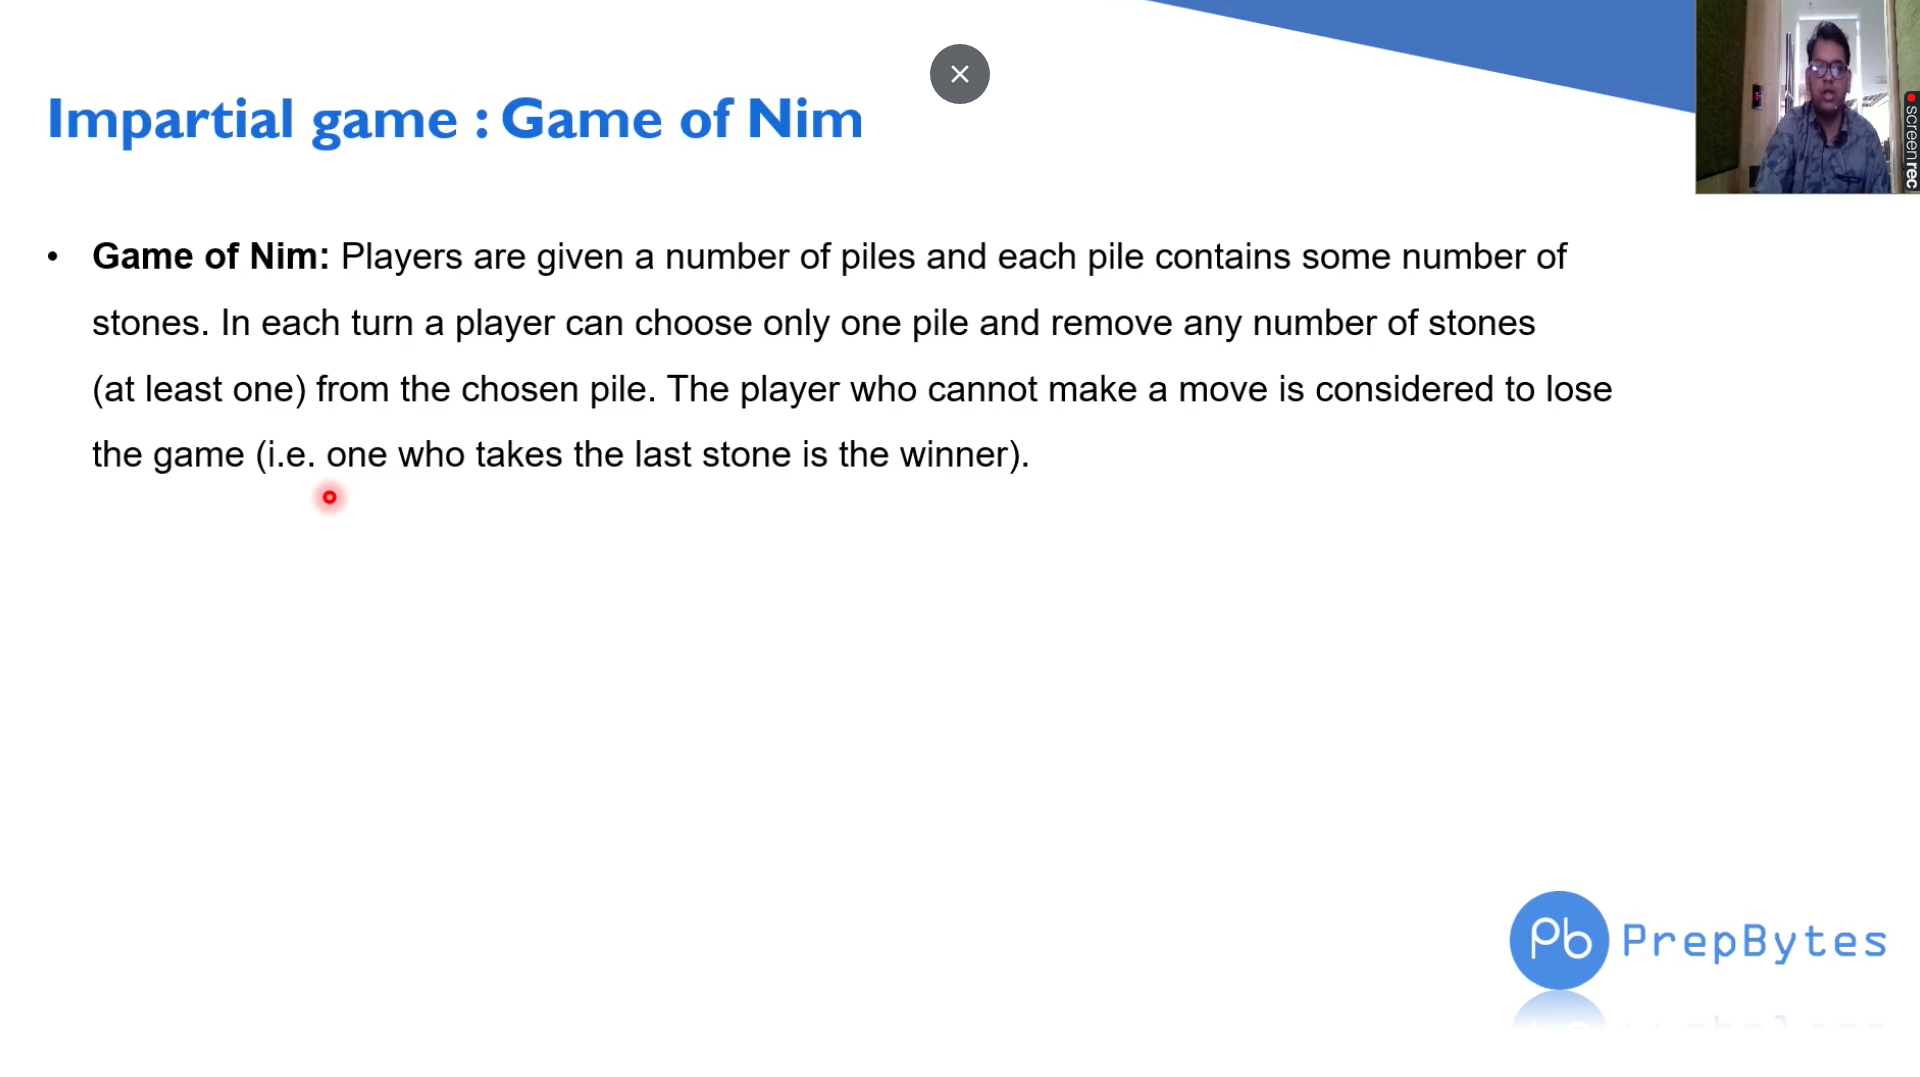 Impartial game : Game of Nim
screenrec
• Game of Nim: Players are given a number of piles and each pile contains some number of
stones. In each turn a player can choose only one pile and remove any number of stones
(at least one) from the chosen pile. The player who cannot make a move is considered to lose
the game (i.e. one who takes the last stone is the winner).
Pb PrepBytes